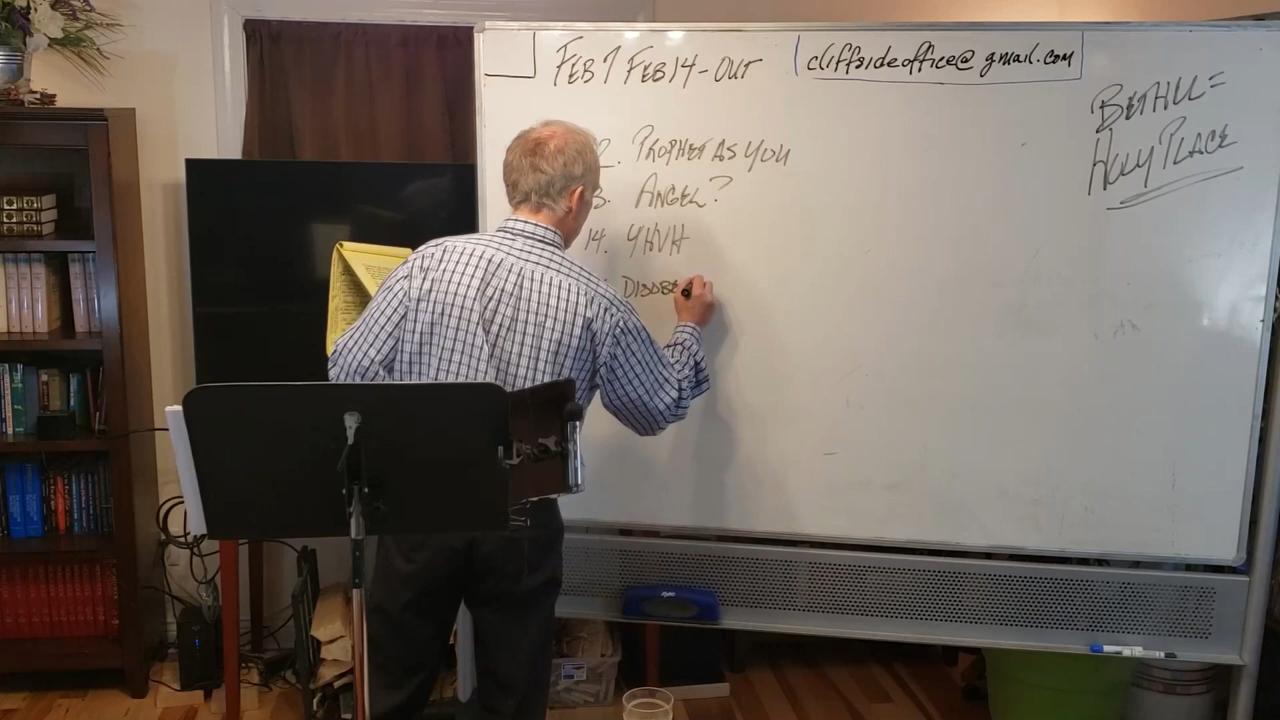 FEB 7 FEB 14 - OUT
cliffsideoffice@gmail.com
BETHILL =
HOLY PLACE
2. PROPHET AS YOU
3. ANGEL?
14. YHVH
DISOBE